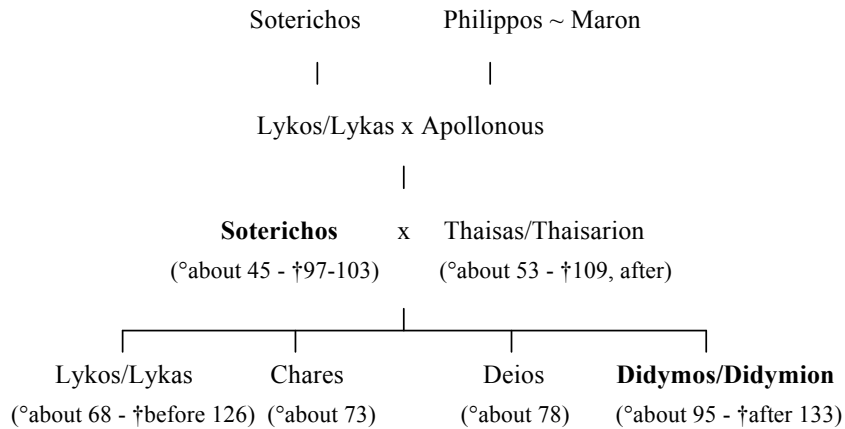 Soterichos Philippos ~ Maron
Lykos/Lykas x Apollonous
Soterichos x Thaisas/Thaisarion
(°about 45 - †97-103) (°about 53 - †109, after)
Lykos/Lykas Chares Deios Didymos/Didymion
(°about 68 - †before 126) (°about 73) (°about 78) (°about 95 - †after 133)